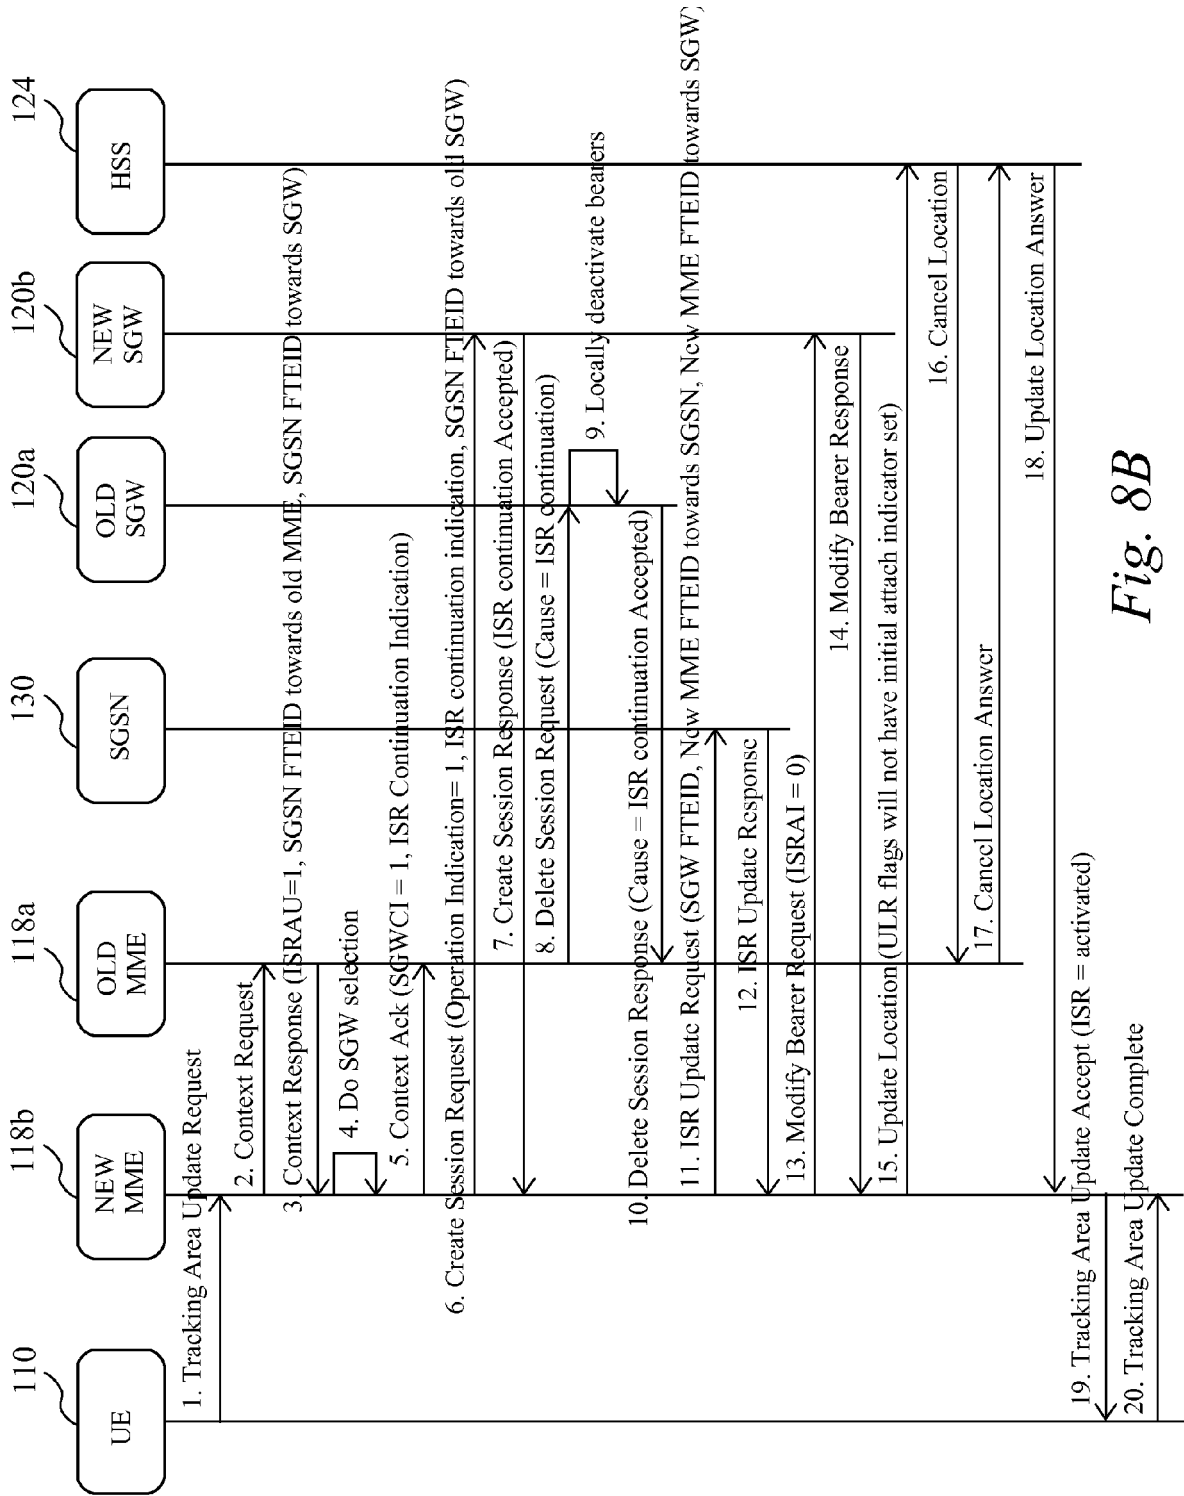 110
118b
118a
130
120a
120b
124
UE
NEW
MME
OLD
MME
SGSN
OLD
SGW
NEW
SGW
HSS
1. Tracking Area Update Request
2. Context Request
3. Context Response (ISRAU=1, SGSN FTEID towards old MME, SGSN FTEID towards SGW)
4. Do SGW selection
5. Context Ack (SGWCI = 1, ISR Continuation Indication)
6. Create Session Request (Operation Indication= 1, ISR continuation indication, SGSN FTEID towards old SGW)
7. Create Session Response (ISR continuation Accepted)
8. Delete Session Request (Cause = ISR continuation)
9. Locally deactivate bearers
10. Delete Session Response (Cause = ISR continuation Accepted)
11. ISR Update Request (SGW FTEID, New MME FTEID towards SGSN, New MME FTEID towards SGW)
12. ISR Update Response
13. Modify Bearer Request (ISRAI = 0)
14. Modify Bearer Response
15. Update Location (ULR flags will not have initial attach indicator set)
16. Cancel Location
17. Cancel Location Answer
18. Update Location Answer
19. Tracking Area Update Accept (ISR = activated)
20. Tracking Area Update Complete
Fig. 8B